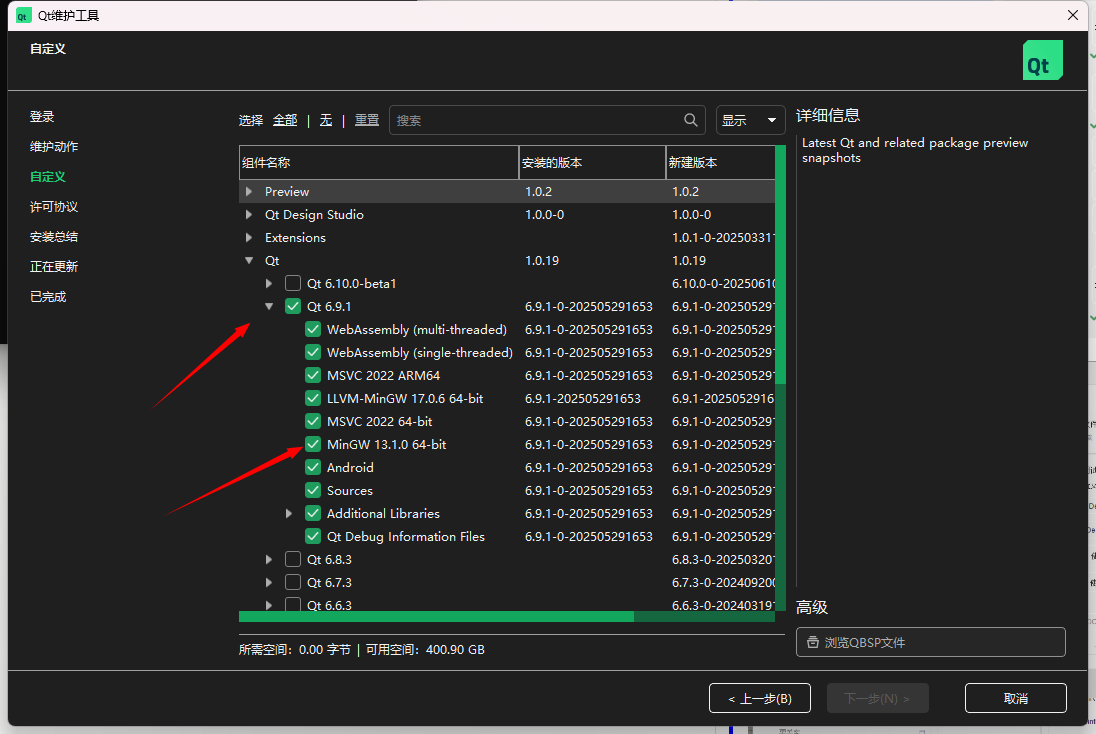 Qt维护工具
自定义
Qt
登录
维护动作
自定义
许可协议
安装总结
正在更新
已完成
选择 全部 | 无 | 重置 搜索 显示
组件名称 安装的版本 新建版本
Preview 1.0.2 1.0.2
Qt Design Studio 1.0.0-0 1.0.0-0
Extensions 1.0.1-0-20250331
Qt 1.0.19 1.0.19
Qt 6.10.0-beta1 6.10.0-0-20250610
Qt 6.9.1 6.9.1-0-202505291653 6.9.1-0-20250529
WebAssembly (multi-threaded) 6.9.1-0-202505291653 6.9.1-0-20250529
WebAssembly (single-threaded) 6.9.1-0-202505291653 6.9.1-0-20250529
MSVC 2022 ARM64 6.9.1-0-202505291653 6.9.1-0-20250529
LLVM-MinGW 17.0.6 64-bit 6.9.1-202505291653 6.9.1-2025052916
MSVC 2022 64-bit 6.9.1-0-202505291653 6.9.1-0-20250529
MinGW 13.1.0 64-bit 6.9.1-0-202505291653 6.9.1-0-20250529
Android 6.9.1-0-202505291653 6.9.1-0-20250529
Sources 6.9.1-0-202505291653 6.9.1-0-20250529
Additional Libraries 6.9.1-0-202505291653 6.9.1-0-20250529
Qt Debug Information Files 6.9.1-0-202505291653 6.9.1-0-20250529
Qt 6.8.3 6.8.3-0-20250320
Qt 6.7.3 6.7.3-0-20240920
Qt 6.6.3 6.6.3-0-20240319
所需空间: 0.00 字节 | 可用空间: 400.90 GB
详细信息
Latest Qt and related package preview
snapshots
高级
浏览QBSP文件
< 上一步(B) 下一步(N) > 取消